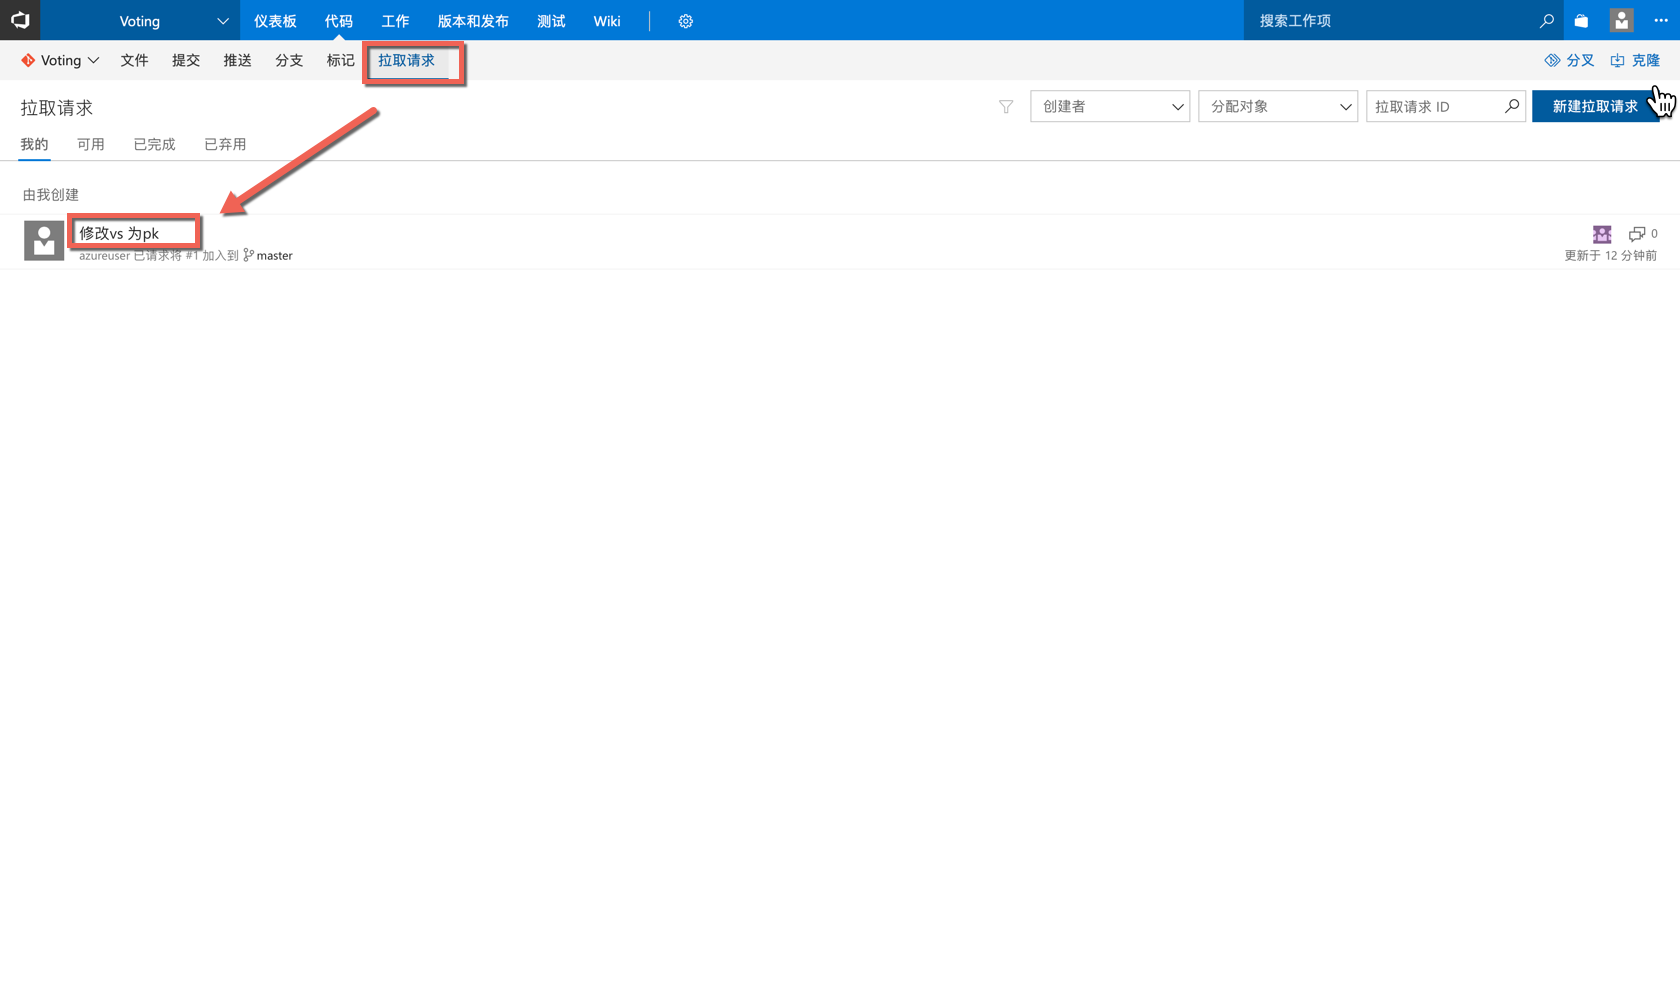 Voting 仪表板 代码 工作 版本和发布 测试 Wiki 搜索工作项
Voting 文件 提交 推送 分支 标记 拉取请求 分叉 克隆
拉取请求 创建者 分配对象 拉取请求 ID 新建拉取请求
我的 可用 已完成 已弃用
由我创建
修改vs 为pk 0
azureuser 已请求将 #1 加入到 master 更新于 12 分钟前